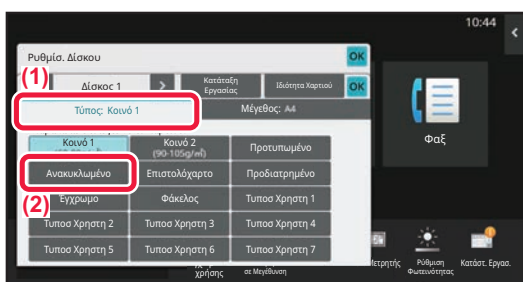 10:44
Ρυθμίσ. Δίσκου
OK
(1)
Δίσκος 1
Κατάταξη
Εργασίας
Ιδιότητα Χαρτιού
OK
Τύπος: Κοινό 1
Μέγεθος: A4
Κοινό 1
Κοινό 2
(90-105g/㎡)
Προτυπωμένο
Ανακυκλωμένο
Επιστολόχαρτο
Προδιατρημένο
(2)
Έγχρωμο
Φάκελος
Τυποσ Χρηστη 1
Τυποσ Χρηστη 2
Τυποσ Χρηστη 3
Τυποσ Χρηστη 4
Τυποσ Χρηστη 5
Τυποσ Χρηστη 6
Τυποσ Χρηστη 7
Φαξ
χρήσης
σε Μεγέθυνση
Μετρητής
Ρύθμιση
Φωτεινότητας
Κατάστ. Εργασ.